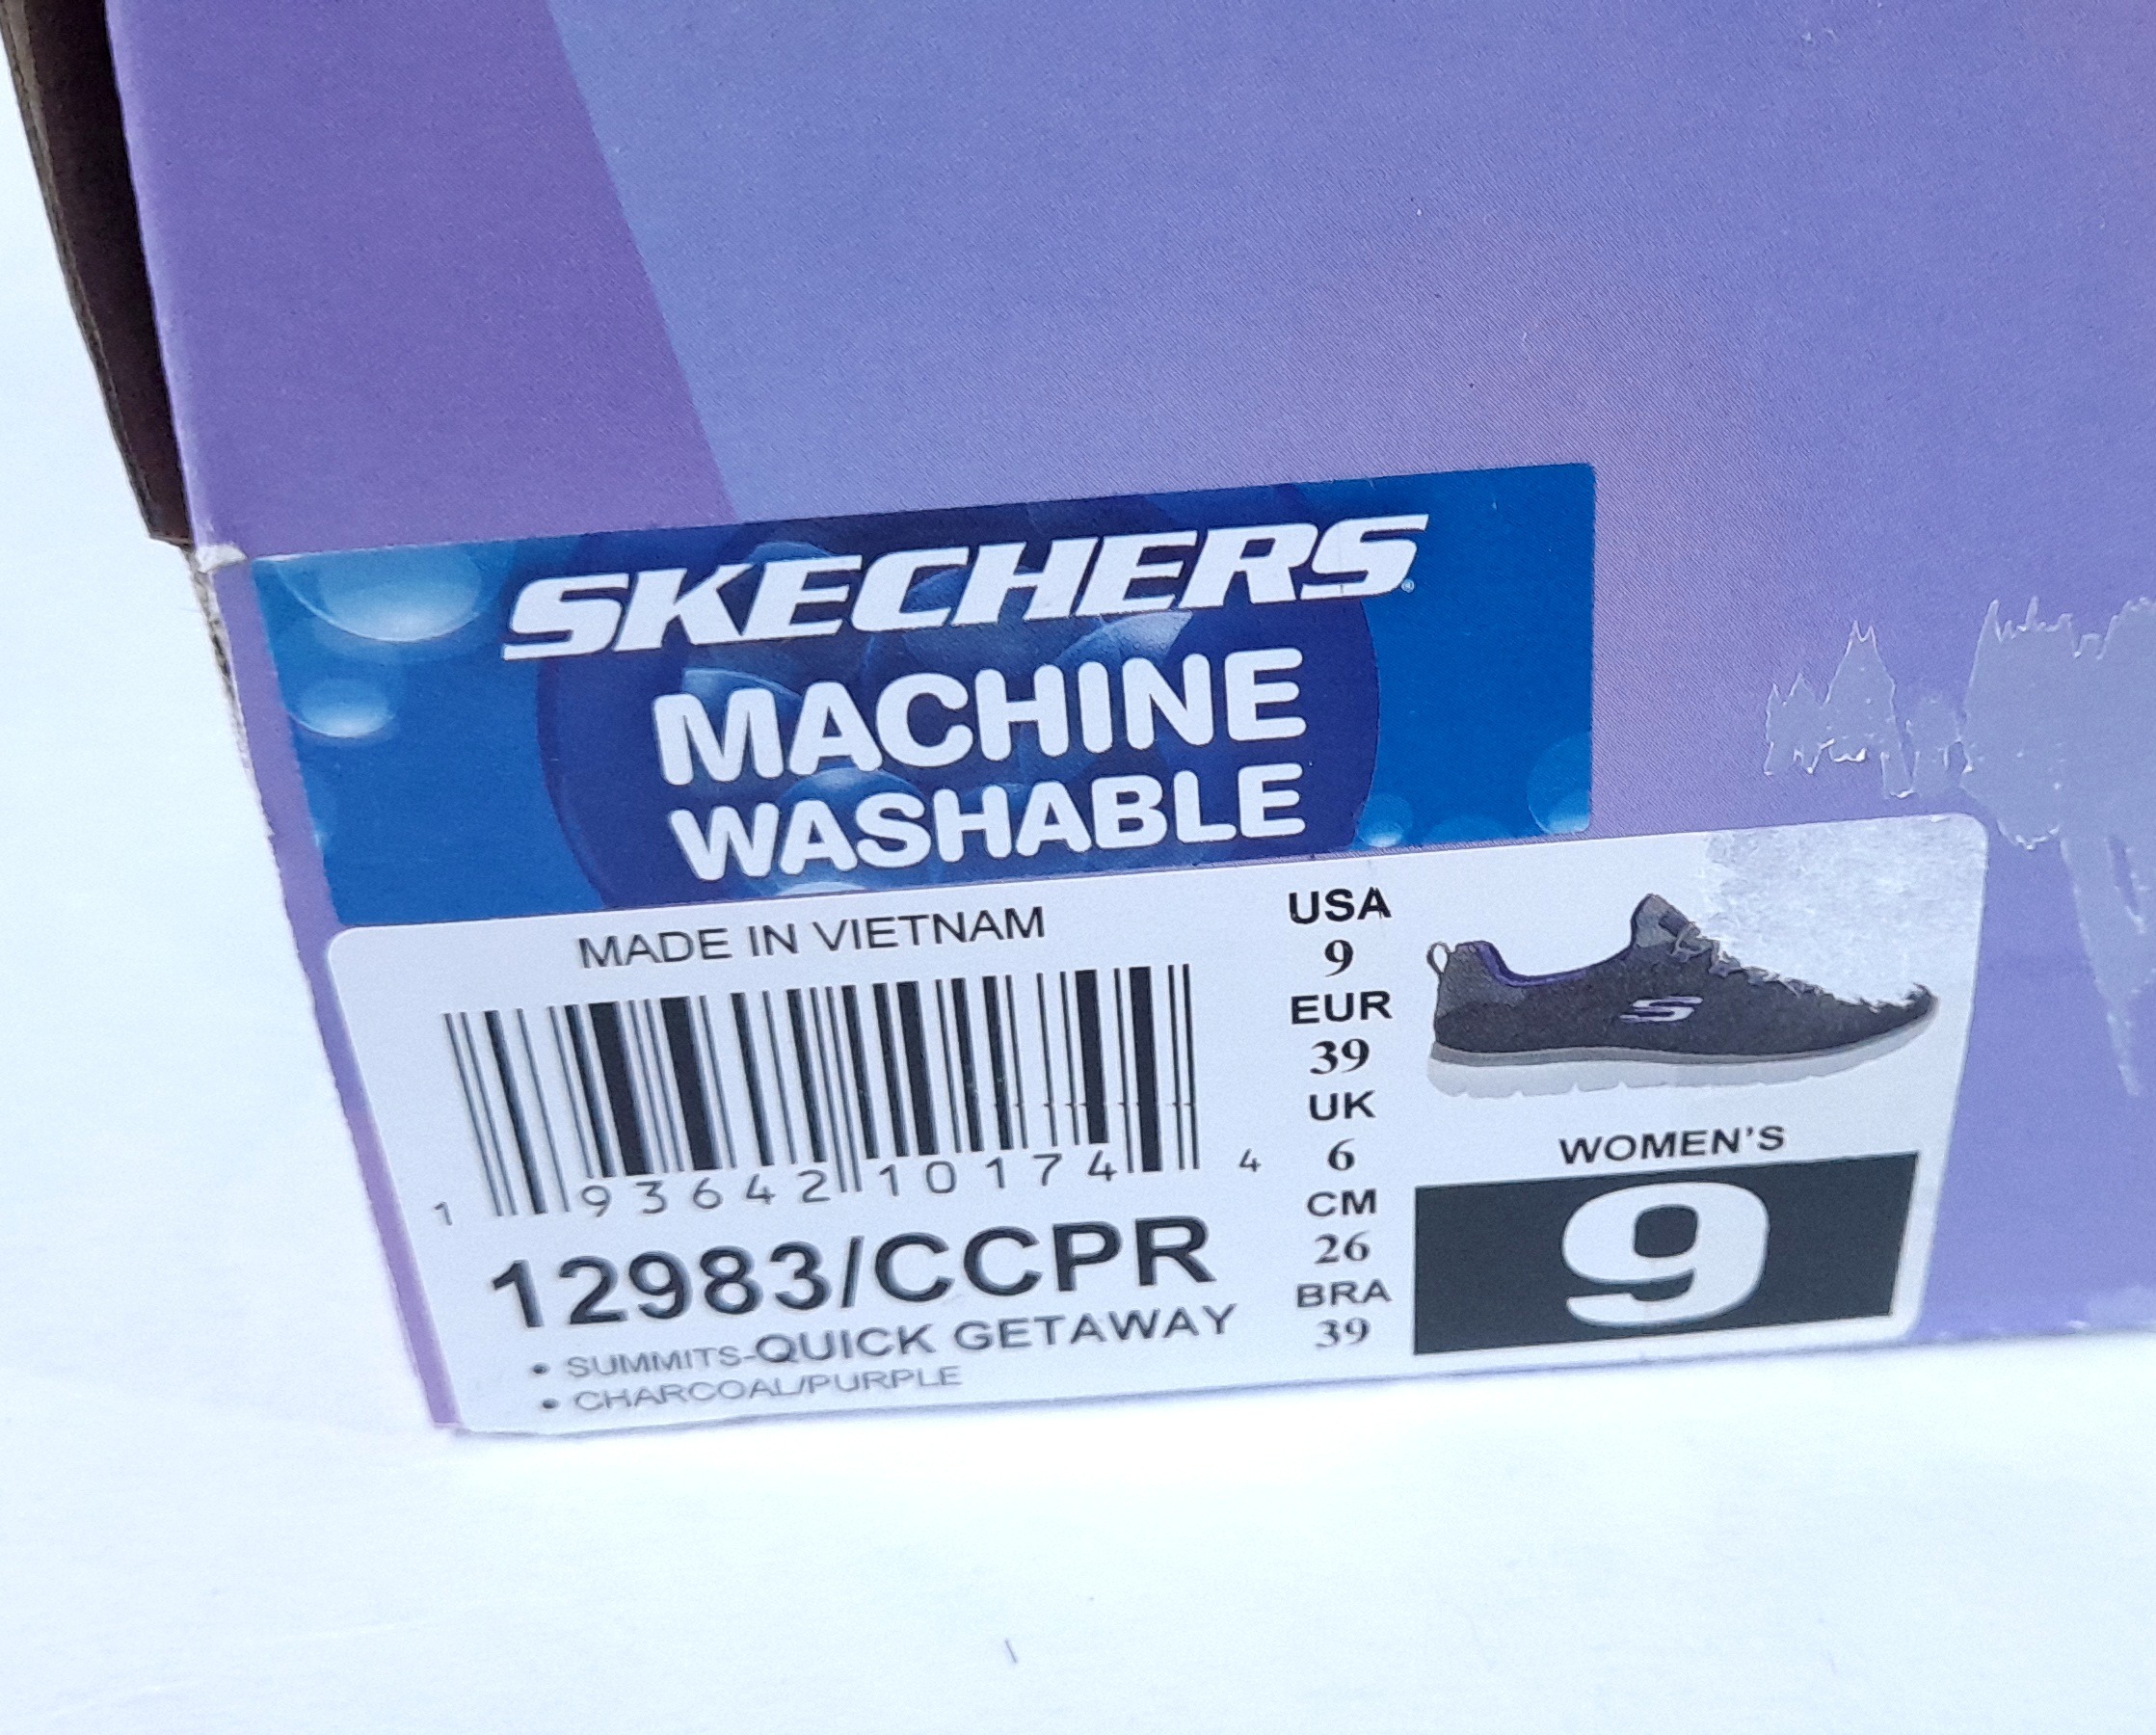 SKECHERS®
MACHINE
WASHABLE
MADE IN VIETNAM
1 93642 10174 4
12983/CCPR
• SUMMITS-QUICK GETAWAY
• CHARCOAL/PURPLE
USA
9
EUR
39
UK
6
CM
26
BRA
39
S
WOMEN'S
9